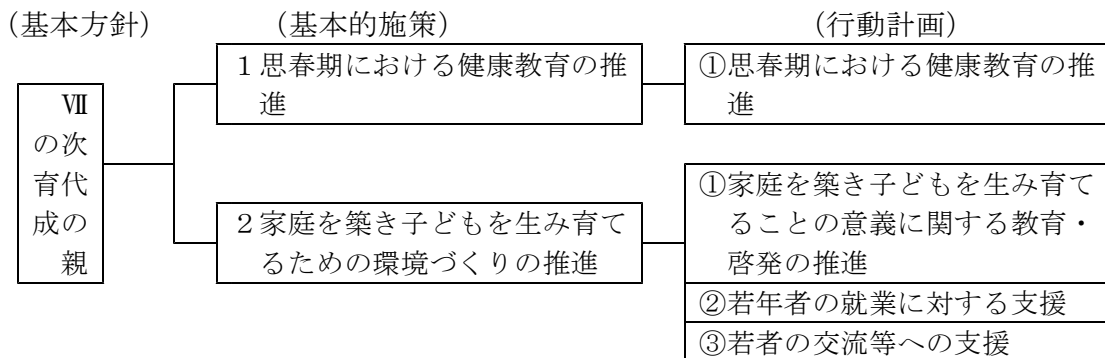 (基本方針)
(基本的施策)
(行動計画)
Ⅶ次代の親
の育成
1思春期における健康教育の推
進
①思春期における健康教育の推
進
2家庭を築き子どもを生み育て
るための環境づくりの推進
①家庭を築き子どもを生み育て
ることの意義に関する教育・
啓発の推進
②若年者の就業に対する支援
③若者の交流等への支援